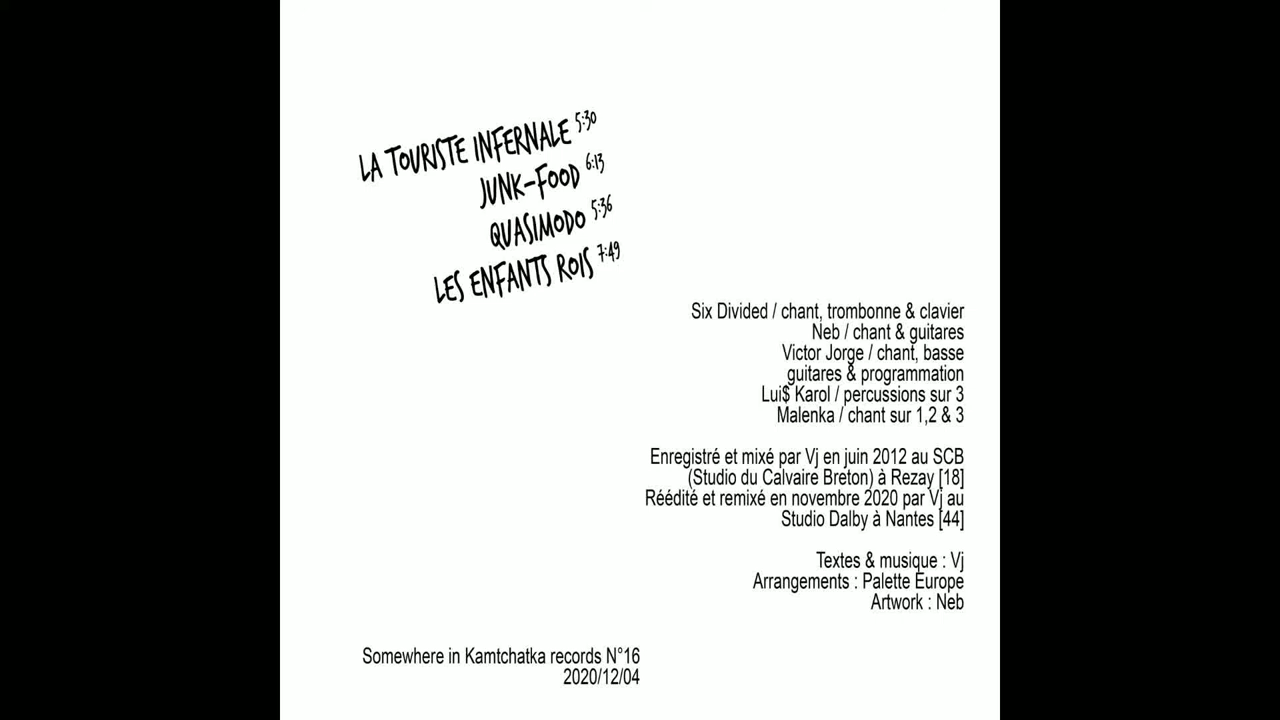 LA TOURISTE INFERNALE 5:30
JUNK-FOOD 6:13
QUASIMODO 5:36
LES ENFANTS ROIS 7:49
Six Divided / chant, trombonne & clavier
Neb / chant & guitares
Victor Jorge / chant, basse
guitares & programmation
Lui$ Karol / percussions sur 3
Malenka / chant sur 1,2 & 3
Enregistré et mixé par Vj en juin 2012 au SCB
(Studio du Calvaire Breton) à Rezay [18]
Réédité et remixé en novembre 2020 par Vj au
Studio Dalby à Nantes [44]
Textes & musique : Vj
Arrangements : Palette Europe
Artwork : Neb
Somewhere in Kamtchatka records N°16
2020/12/04